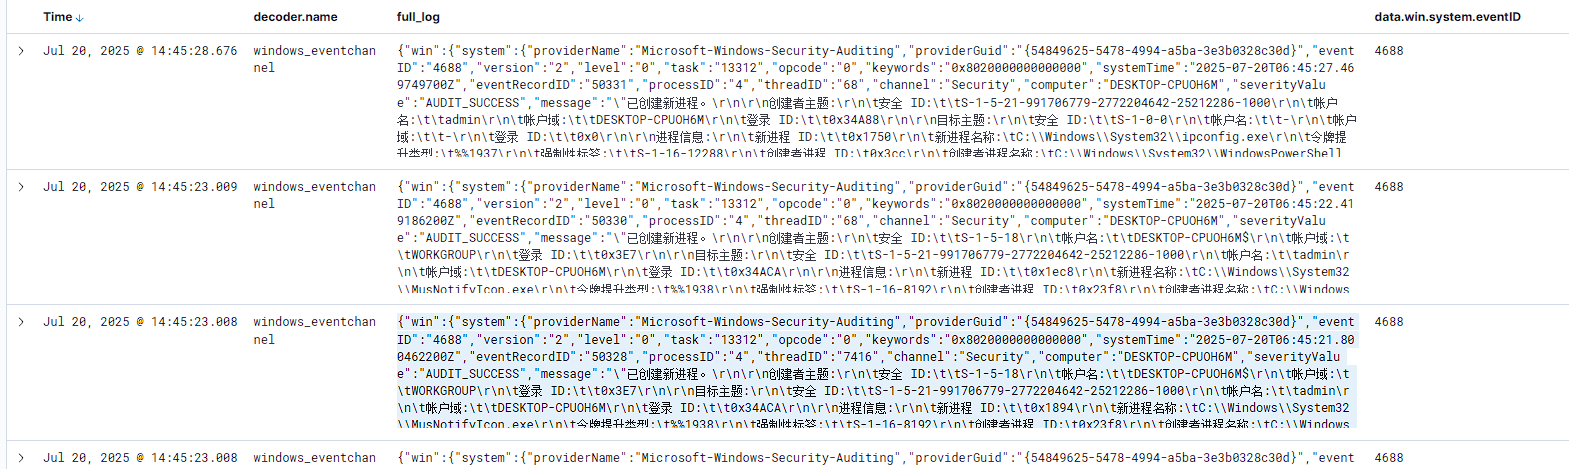 Time	decoder.name	full_log	data.win.system.eventID
Jul 20, 2025 @ 14:45:28.676	windows_eventchan	{"win":{"system":{"providerName":"Microsoft-Windows-Security-Auditing","providerGuid":"{54849625-5478-4994-a5ba-3e3b0328c30d}","event	4688
nel	ID":"4688","version":"2","level":"0","task":"13312","opcode":"0","keywords":"0x8020000000000000","systemTime":"2025-07-20T06:45:27.46
9749700Z","eventRecordID":"50331","processID":"4","threadID":"68","channel":"Security","computer":"DESKTOP-CPUOH6M","severityValu
e":"AUDIT_SUCCESS","message":"\"已创建新进程。\r\n\r\n创建者主题:\r\n\t安全 ID:\t\tS-1-5-21-991706779-2772204642-25212286-1000\r\n\t帐户
名:\t\tadmin\r\n\t帐户域:\t\tDESKTOP-CPUOH6M\r\n\t登录 ID:\t\t0x34A88\r\n\r\n目标主题:\r\n\t安全 ID:\t\tS-1-0-0\r\n\t帐户名:\t\t-\r\n\t帐户
域:\t\t-\r\n\t登录 ID:\t\t0x0\r\n\r\n进程信息:\r\n\t新进程 ID:\t\t0x1750\r\n\t新进程名称:\tC:\\Windows\\System32\\ipconfig.exe\r\n\t令牌提
升类型:\t%%1937\r\n\t强制性标签:\t\tS-1-16-12288\r\n\t创建者进程 ID:\t0x3cc\r\n\t创建者进程名称:\tC:\\Windows\\System32\\WindowsPowerShell
Jul 20, 2025 @ 14:45:23.009	windows_eventchan	{"win":{"system":{"providerName":"Microsoft-Windows-Security-Auditing","providerGuid":"{54849625-5478-4994-a5ba-3e3b0328c30d}","event	4688
nel	ID":"4688","version":"2","level":"0","task":"13312","opcode":"0","keywords":"0x8020000000000000","systemTime":"2025-07-20T06:45:22.41
9186200Z","eventRecordID":"50330","processID":"4","threadID":"68","channel":"Security","computer":"DESKTOP-CPUOH6M","severityValu
e":"AUDIT_SUCCESS","message":"\"已创建新进程。\r\n\r\n创建者主题:\r\n\t安全 ID:\t\tS-1-5-18\r\n\t帐户名:\t\tDESKTOP-CPUOH6M$\r\n\t帐户域:\t
\tWORKGROUP\r\n\t登录 ID:\t\t0x3E7\r\n\r\n目标主题:\r\n\t安全 ID:\t\tS-1-5-21-991706779-2772204642-25212286-1000\r\n\t帐户名:\t\tadmin\r
\n\t帐户域:\t\tDESKTOP-CPUOH6M\r\n\t登录 ID:\t\t0x34ACA\r\n\r\n进程信息:\r\n\t新进程 ID:\t\t0x1ec8\r\n\t新进程名称:\tC:\\Windows\\System32
\\MusNotifyIcon.exe\r\n\t令牌提升类型:\t%%1938\r\n\t强制性标签:\t\tS-1-16-8192\r\n\t创建者进程 ID:\t0x23f8\r\n\t创建者进程名称:\tC:\\Windows
Jul 20, 2025 @ 14:45:23.008	windows_eventchan	{"win":{"system":{"providerName":"Microsoft-Windows-Security-Auditing","providerGuid":"{54849625-5478-4994-a5ba-3e3b0328c30d}","event	4688
nel	ID":"4688","version":"2","level":"0","task":"13312","opcode":"0","keywords":"0x8020000000000000","systemTime":"2025-07-20T06:45:21.80
0462200Z","eventRecordID":"50328","processID":"4","threadID":"7416","channel":"Security","computer":"DESKTOP-CPUOH6M","severityValu
e":"AUDIT_SUCCESS","message":"\"已创建新进程。\r\n\r\n创建者主题:\r\n\t安全 ID:\t\tS-1-5-18\r\n\t帐户名:\t\tDESKTOP-CPUOH6M$\r\n\t帐户域:\t
\tWORKGROUP\r\n\t登录 ID:\t\t0x3E7\r\n\r\n目标主题:\r\n\t安全 ID:\t\tS-1-5-21-991706779-2772204642-25212286-1000\r\n\t帐户名:\t\tadmin\r
\n\t帐户域:\t\tDESKTOP-CPUOH6M\r\n\t登录 ID:\t\t0x34ACA\r\n\r\n进程信息:\r\n\t新进程 ID:\t\t0x1894\r\n\t新进程名称:\tC:\\Windows\\System32
\\MusNotifyIcon.exe\r\n\t令牌提升类型:\t%%1938\r\n\t强制性标签:\t\tS-1-16-8192\r\n\t创建者进程 ID:\t0x23f8\r\n\t创建者进程名称:\tC:\\Windows
Jul 20, 2025 @ 14:45:23.008	windows_eventchan	{"win":{"system":{"providerName":"Microsoft-Windows-Security-Auditing","providerGuid":"{54849625-5478-4994-a5ba-3e3b0328c30d}","event	4688